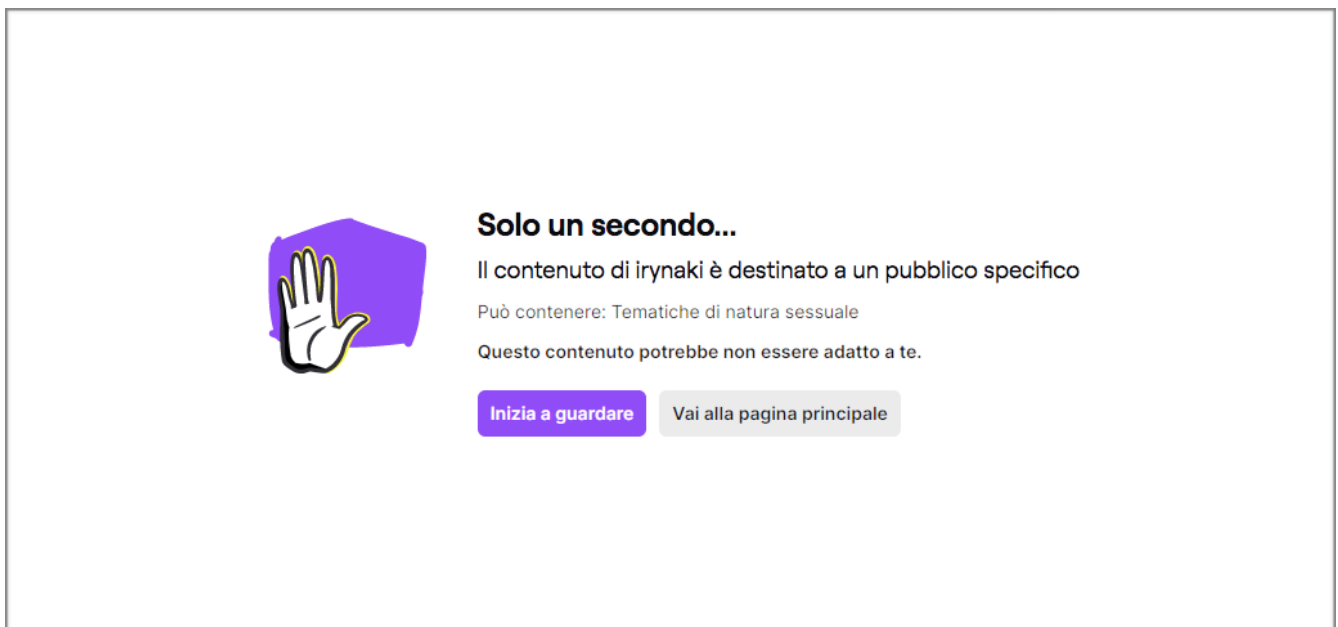 Solo un secondo...
Il contenuto di irynaki è destinato a un pubblico specifico
Può contenere: Tematiche di natura sessuale
Questo contenuto potrebbe non essere adatto a te.
Inizia a guardare
Vai alla pagina principale